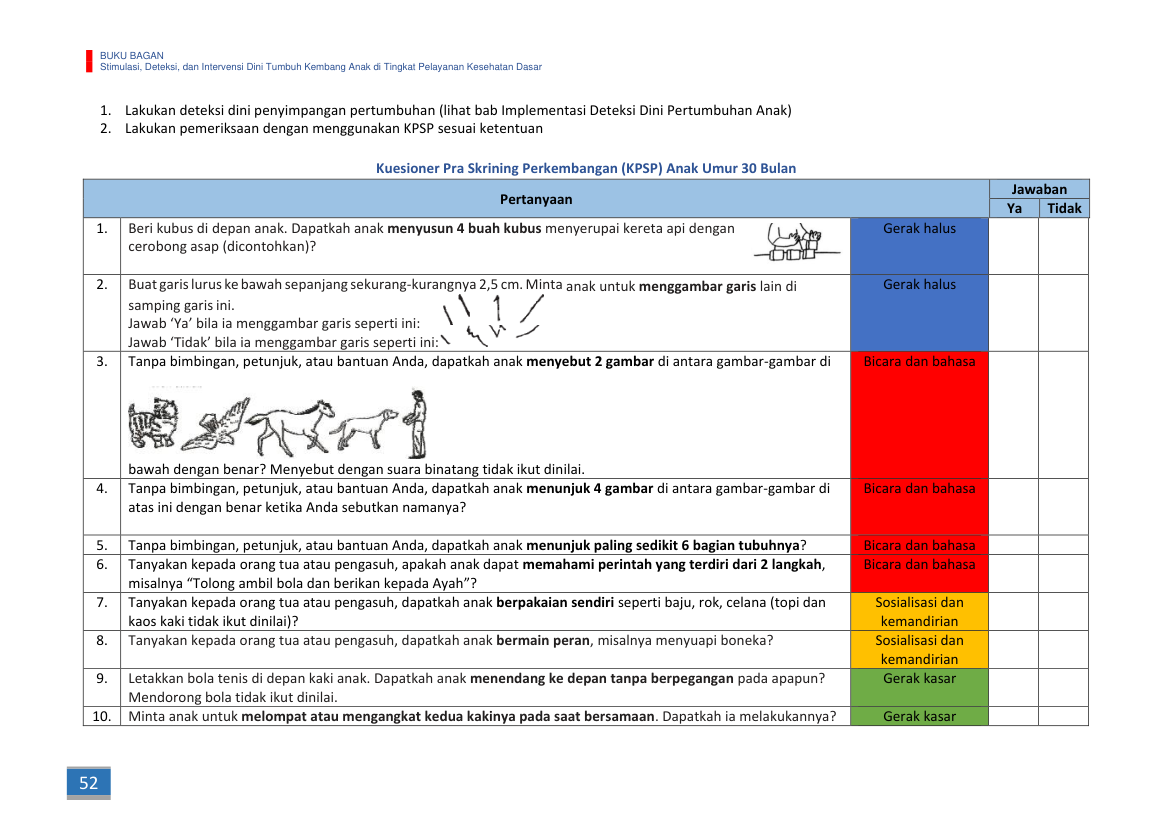 BUKU BAGAN
Stimulasi, Deteksi, dan Intervensi Dini Tumbuh Kembang Anak di Tingkat Pelayanan Kesehatan Dasar
1. Lakukan deteksi dini penyimpangan pertumbuhan (lihat bab Implementasi Deteksi Dini Pertumbuhan Anak)
2. Lakukan pemeriksaan dengan menggunakan KPSP sesuai ketentuan
Kuesioner Pra Skrining Perkembangan (KPSP) Anak Umur 30 Bulan
Pertanyaan
Jawaban
Ya Tidak
1. Beri kubus di depan anak. Dapatkah anak menyusun 4 buah kubus menyerupai kereta api dengan
cerobong asap (dicontohkan)?
Gerak halus
2. Buat garis lurus ke bawah sepanjang sekurang-kurangnya 2,5 cm. Minta anak untuk menggambar garis lain di
samping garis ini.
Jawab ‘Ya’ bila ia menggambar garis seperti ini:
Jawab ‘Tidak’ bila ia menggambar garis seperti ini:
Gerak halus
3. Tanpa bimbingan, petunjuk, atau bantuan Anda, dapatkah anak menyebut 2 gambar di antara gambar-gambar di
bawah dengan benar? Menyebut dengan suara binatang tidak ikut dinilai.
Bicara dan bahasa
4. Tanpa bimbingan, petunjuk, atau bantuan Anda, dapatkah anak menunjuk 4 gambar di antara gambar-gambar di
atas ini dengan benar ketika Anda sebutkan namanya?
Bicara dan bahasa
5. Tanpa bimbingan, petunjuk, atau bantuan Anda, dapatkah anak menunjuk paling sedikit 6 bagian tubuhnya?
Bicara dan bahasa
6. Tanyakan kepada orang tua atau pengasuh, apakah anak dapat memahami perintah yang terdiri dari 2 langkah,
misalnya “Tolong ambil bola dan berikan kepada Ayah”?
Bicara dan bahasa
7. Tanyakan kepada orang tua atau pengasuh, dapatkah anak berpakaian sendiri seperti baju, rok, celana (topi dan
kaos kaki tidak ikut dinilai)?
Sosialisasi dan
kemandirian
8. Tanyakan kepada orang tua atau pengasuh, dapatkah anak bermain peran, misalnya menyuapi boneka?
Sosialisasi dan
kemandirian
9. Letakkan bola tenis di depan kaki anak. Dapatkah anak menendang ke depan tanpa berpegangan pada apapun?
Mendorong bola tidak ikut dinilai.
Gerak kasar
10. Minta anak untuk melompat atau mengangkat kedua kakinya pada saat bersamaan. Dapatkah ia melakukannya?
Gerak kasar
52